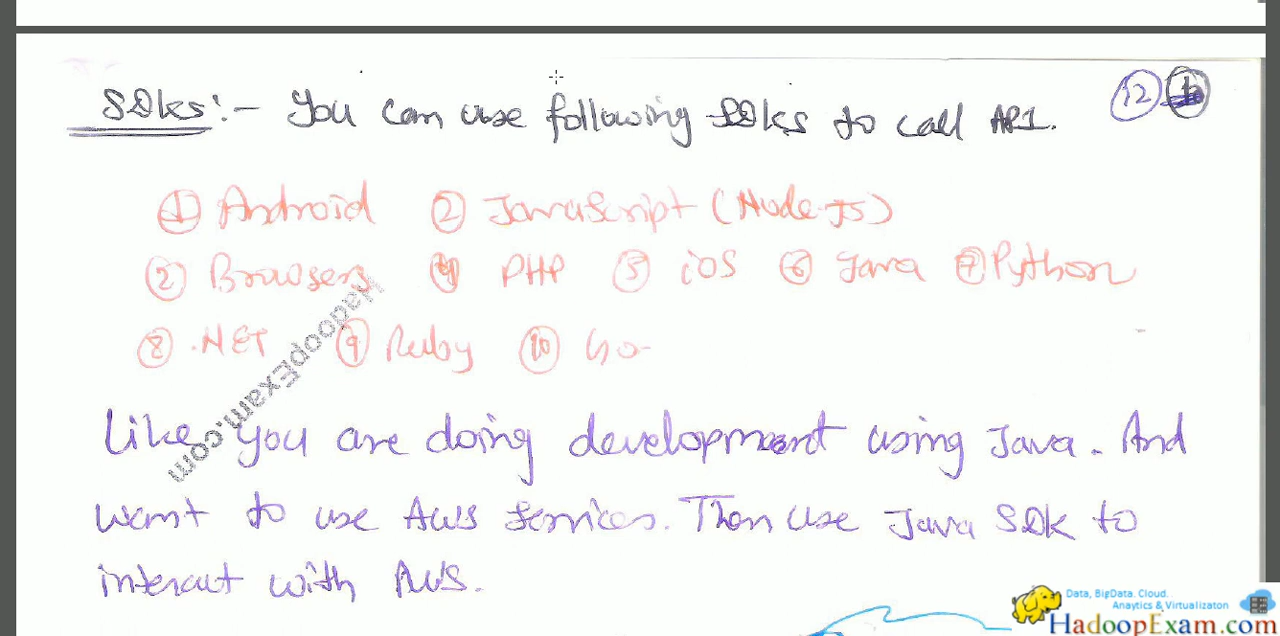 SDks:- You can use following SDks to call API.
12
① Android ② JavaScript (Node.JS)
② Browsers ④ PHP ⑤ iOS ⑥ Java ⑦ Python
⑧ .NET ⑨ Ruby ⑩ Go
Like you are doing development using Java. And
want to use AWS Services. Then use Java SDK to
interact with AWS.
HadoopExam.com
Data, BigData. Cloud.
Anaytics & Virtualizaton
HadoopExam.com